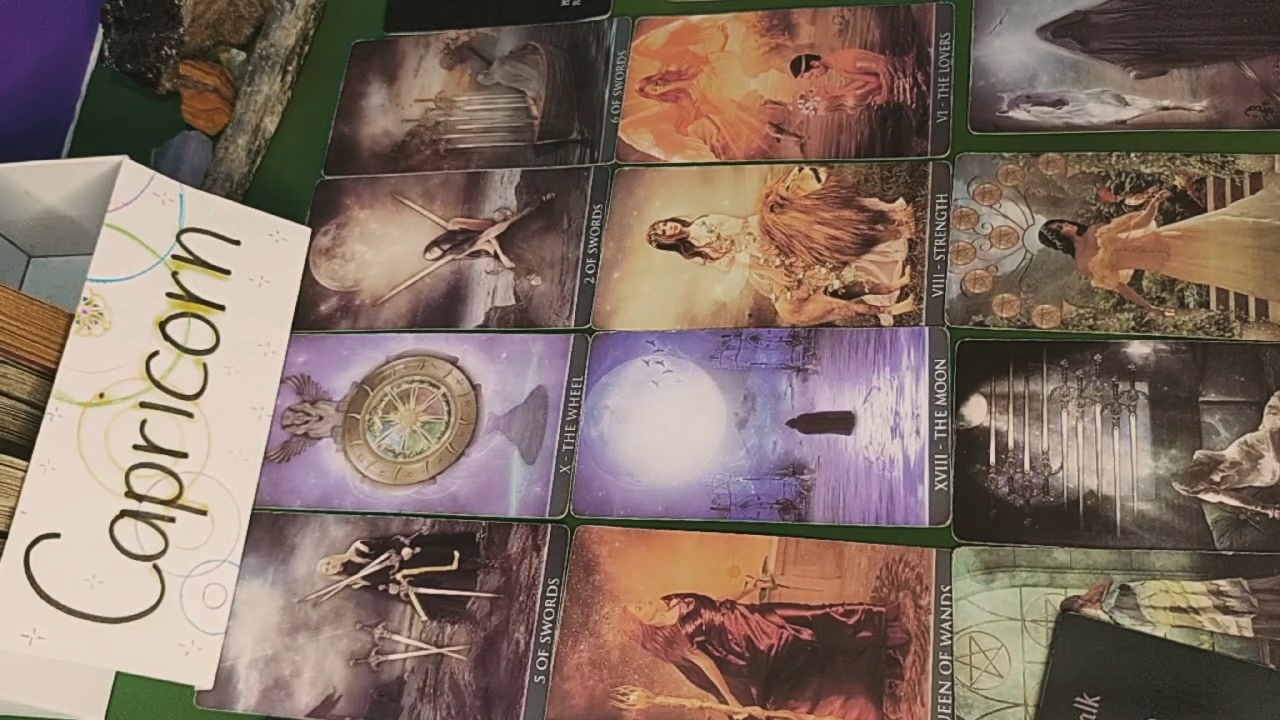 Capricorn
6 OF SWORDS
VI - THE LOVERS
2 OF SWORDS
VIII - STRENGTH
X - THE WHEEL
XVIII - THE MOON
5 OF SWORDS
QUEEN OF WANDS